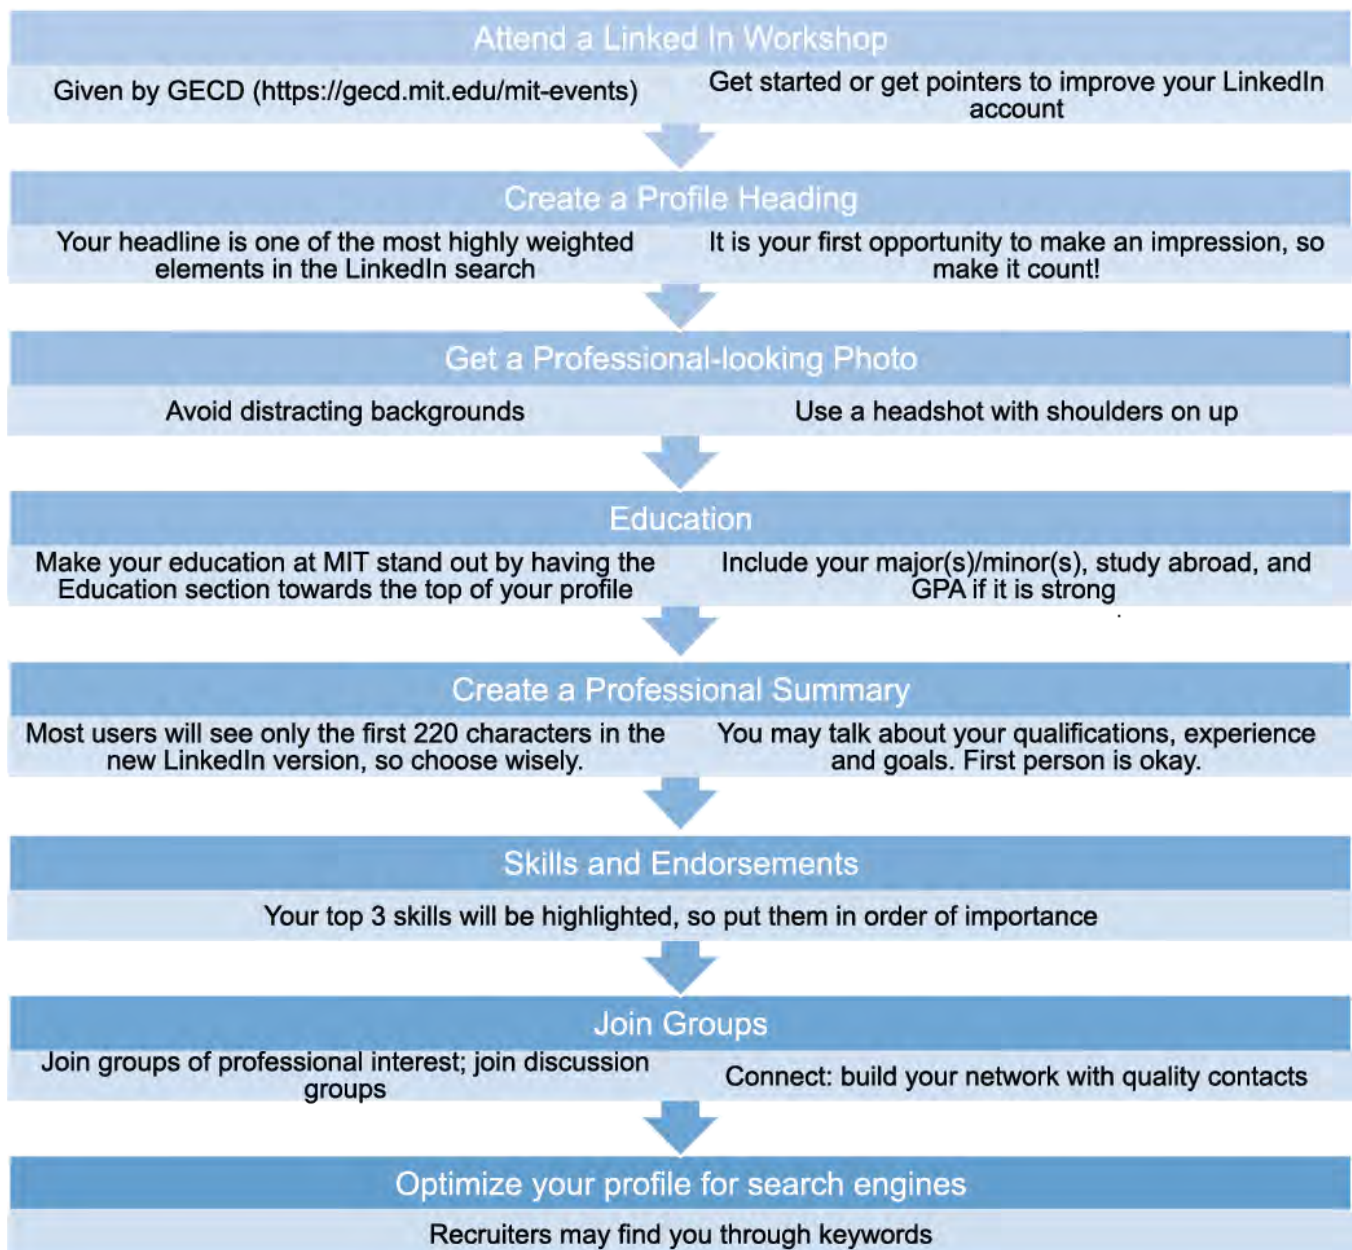 Attend a Linked In Workshop
Given by GECD (https://gecd.mit.edu/mit-events)
Get started or get pointers to improve your LinkedIn
account
Create a Profile Heading
Your headline is one of the most highly weighted
elements in the LinkedIn search
It is your first opportunity to make an impression, so
make it count!
Get a Professional-looking Photo
Avoid distracting backgrounds
Use a headshot with shoulders on up
Education
Make your education at MIT stand out by having the
Education section towards the top of your profile
Include your major(s)/minor(s), study abroad, and
GPA if it is strong
.
Create a Professional Summary
Most users will see only the first 220 characters in the
new LinkedIn version, so choose wisely.
You may talk about your qualifications, experience
and goals. First person is okay.
Skills and Endorsements
Your top 3 skills will be highlighted, so put them in order of importance
Join Groups
Join groups of professional interest; join discussion
groups
Connect: build your network with quality contacts
Optimize your profile for search engines
Recruiters may find you through keywords